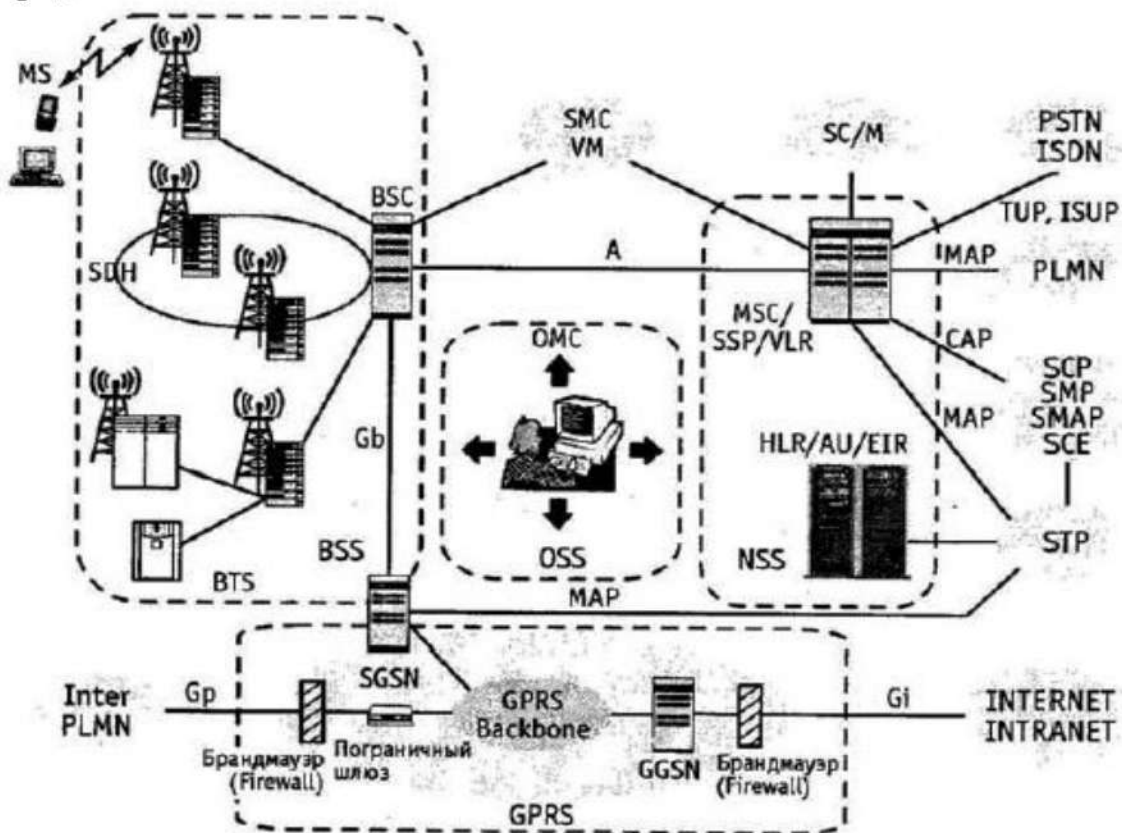 MS
SMC
VM
SC/M
PSTN
ISDN
BSC
TUP, ISUP
SDH
A
MAP
PLMN
MSC/
SSP/VLR
OMC
CAP
SCP
SMP
SMAP
SCE
MAP
Gb
HLR/AU/EIR
BSS
OSS
NSS
STP
BTS
MAP
SGSN
Inter
PLMN
Gp
GPRS
Backbone
Gi
INTERNET
INTRANET
Брандмауэр
(Firewall)
Пограничный
шлюз
GGSN
Брандмауэр
(Firewall)
GPRS